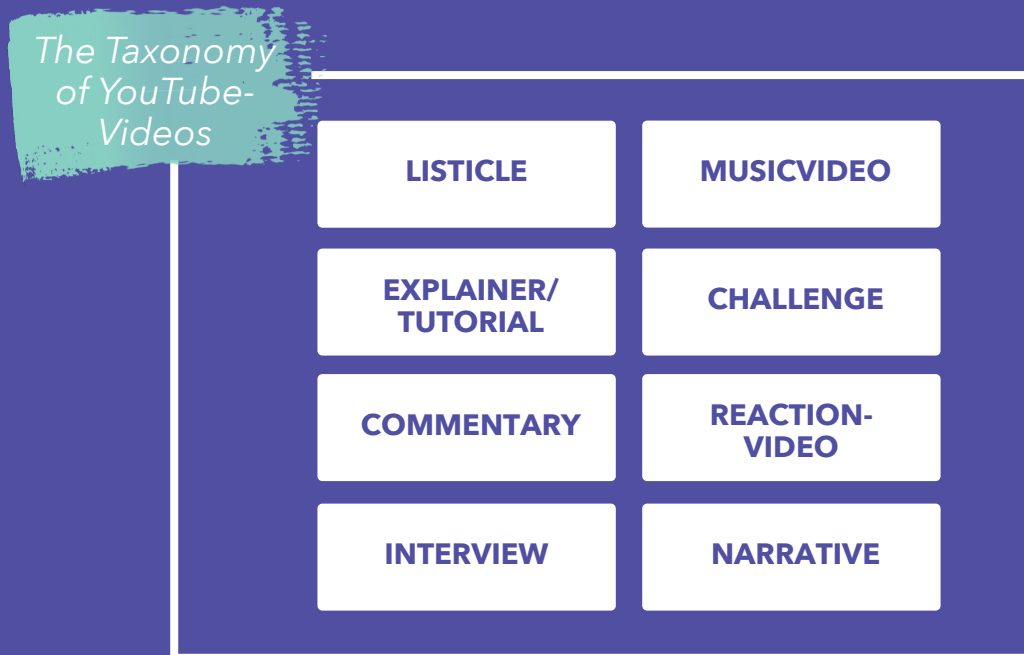 The Taxonomy
of YouTube-
Videos
LISTICLE
MUSICVIDEO
EXPLAINER/
TUTORIAL
CHALLENGE
COMMENTARY
REACTION-
VIDEO
INTERVIEW
NARRATIVE